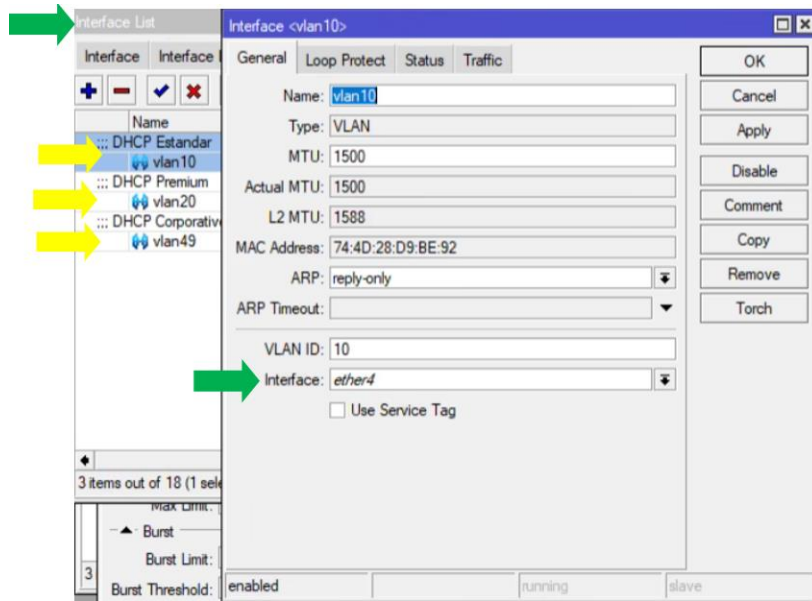 Interface List
Interface Interface
Name
;;; DHCP Estandar
vlan10
;;; DHCP Premium
vlan20
;;; DHCP Corporative
vlan49
3 items out of 18 (1 sele
Max Limit:
Burst
Burst Limit:
3
Burst Threshold:
Interface <vlan10>
General Loop Protect Status Traffic
Name: vlan10
Type: VLAN
MTU: 1500
Actual MTU: 1500
L2 MTU: 1588
MAC Address: 74:4D:28:D9:BE:92
ARP: reply-only
ARP Timeout:
VLAN ID: 10
Interface: ether4
Use Service Tag
OK
Cancel
Apply
Disable
Comment
Copy
Remove
Torch
enabled running slave